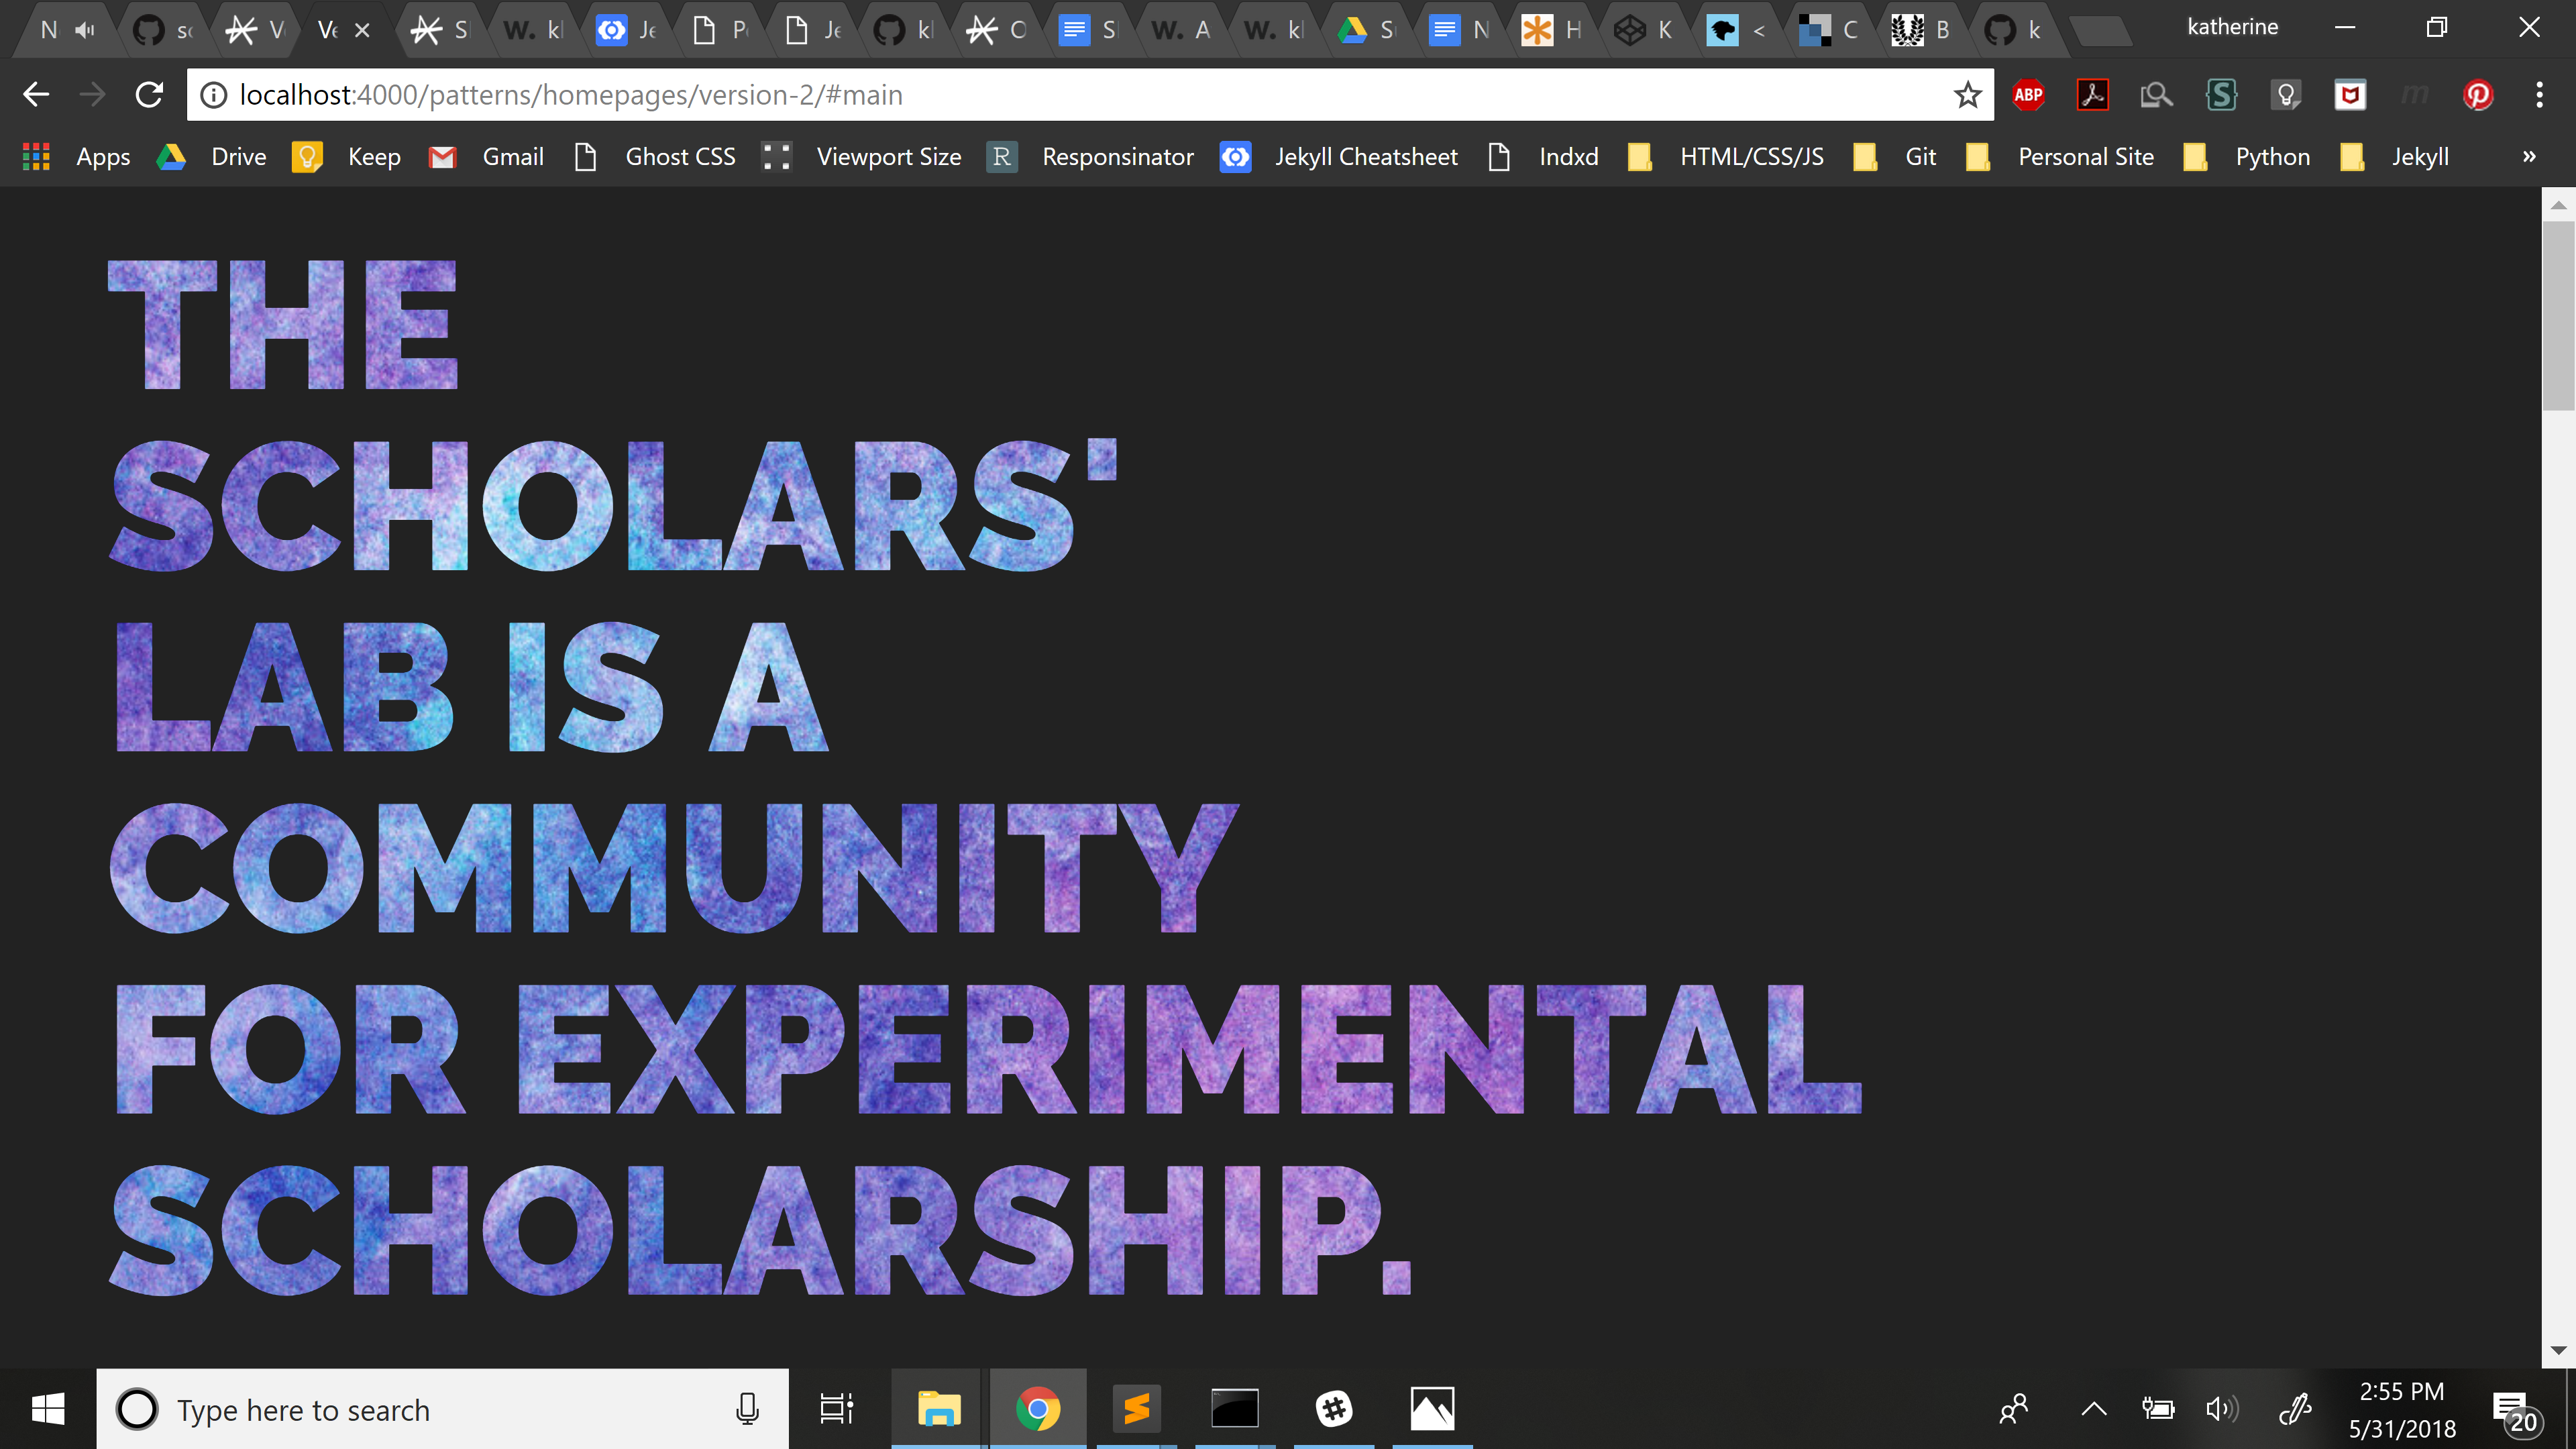 N
sc
V
Ve
S
W. kl
Je
P
Je
kl
O
S
W. A
W. kl
S
N
H
K
<
C
B
k
katherine
localhost:4000/patterns/homepages/version-2/#main
ABP
S
m
Apps Drive Keep Gmail Ghost CSS Viewport Size R Responsinator Jekyll Cheatsheet Indxd HTML/CSS/JS Git Personal Site Python Jekyll »
THE
SCHOLARS'
LAB IS A
COMMUNITY
FOR EXPERIMENTAL
SCHOLARSHIP.
Type here to search
2:55 PM
5/31/2018
20